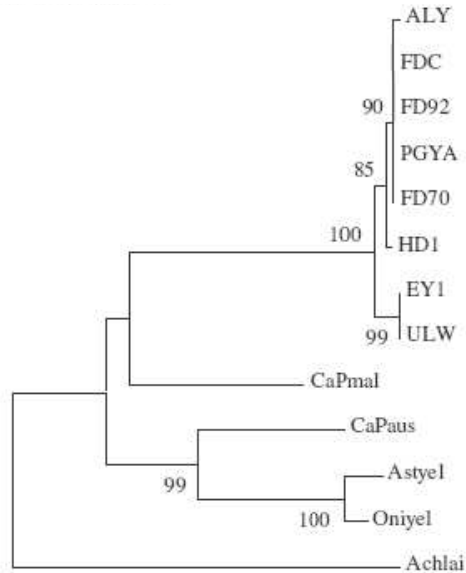 ALY
FDC
90 FD92
PGYA
85
FD70
100
HD1
EY1
99 ULW
CaPmal
CaPaus
Astyel
99
100 Oniyel
Achlai